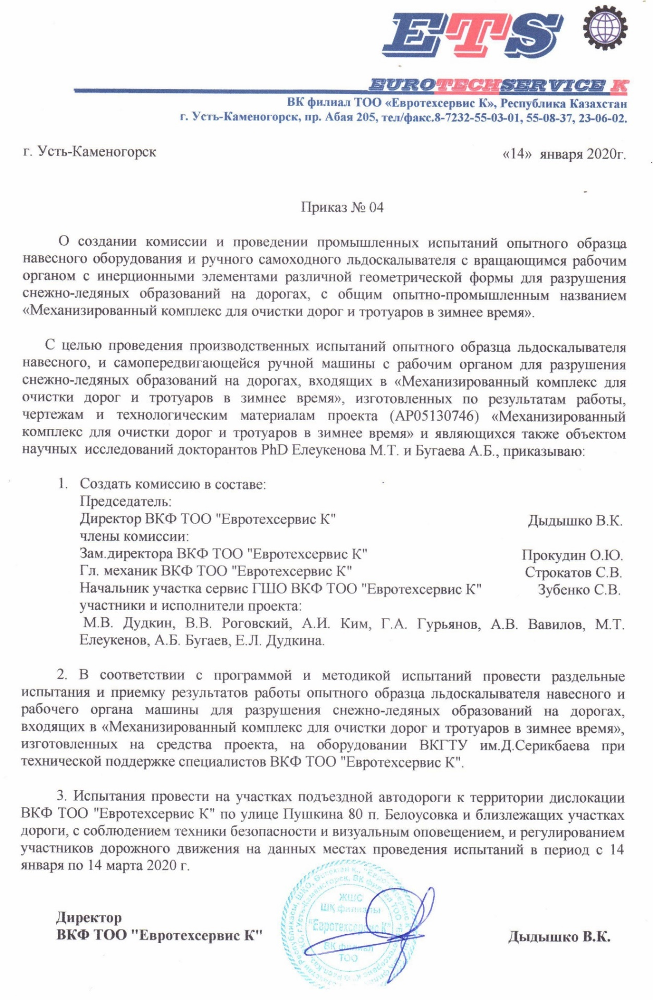 ETS
EUROTECHSERVICE K
ВК филиал ТОО «Евротехсервис К», Республика Казахстан
г. Усть-Каменогорск, пр. Абая 205, тел/факс.8-7232-55-03-01, 55-08-37, 23-06-02.
г. Усть-Каменогорск «14» января 2020г.
Приказ № 04
О создании комиссии и проведении промышленных испытаний опытного образца
навесного оборудования и ручного самоходного льдоскалывателя с вращающимся рабочим
органом с инерционными элементами различной геометрической формы для разрушения
снежно-ледяных образований на дорогах, с общим опытно-промышленным названием
«Механизированный комплекс для очистки дорог и тротуаров в зимнее время».
С целью проведения производственных испытаний опытного образца льдоскалывателя
навесного, и самопередвигающейся ручной машины с рабочим органом для разрушения
снежно-ледяных образований на дорогах, входящих в «Механизированный комплекс для
очистки дорог и тротуаров в зимнее время», изготовленных по результатам работы,
чертежам и технологическим материалам проекта (АР05130746) «Механизированный
комплекс для очистки дорог и тротуаров в зимнее время» и являющихся также объектом
научных исследований докторантов PhD Елеукенова М.Т. и Бугаева А.Б., приказываю:
1. Создать комиссию в составе:
Председатель:
Директор ВКФ ТОО "Евротехсервис К" Дыдышко В.К.
члены комиссии:
Зам.директора ВКФ ТОО "Евротехсервис К" Прокудин О.Ю.
Гл. механик ВКФ ТОО "Евротехсервис К" Строкатов С.В.
Начальник участка сервис ГШО ВКФ ТОО "Евротехсервис К" Зубенко С.В.
участники и исполнители проекта:
М.В. Дудкин, В.В. Роговский, А.И. Ким, Г.А. Гурьянов, А.В. Вавилов, М.Т.
Елеукенов, А.Б. Бугаев, Е.Л. Дудкина.
2. В соответствии с программой и методикой испытаний провести раздельные
испытания и приемку результатов работы опытного образца льдоскалывателя навесного и
рабочего органа машины для разрушения снежно-ледяных образований на дорогах,
входящих в «Механизированный комплекс для очистки дорог и тротуаров в зимнее время»,
изготовленных на средства проекта, на оборудовании ВКГТУ им.Д.Серикбаева при
технической поддержке специалистов ВКФ ТОО "Евротехсервис К".
3. Испытания провести на участках подъездной автодороги к территории дислокации
ВКФ ТОО "Евротехсервис К" по улице Пушкина 80 п. Белоусовка и близлежащих участках
дороги, с соблюдением техники безопасности и визуальным оповещением, и регулированием
участников дорожного движения на данных местах проведения испытаний в период с 14
января по 14 марта 2020 г.
ЖШС
ШҚ филиалы
"Евротехсервис К"
ВК филиал
ТОО
Директор
ВКФ ТОО "Евротехсервис К" Дыдышко В.К.